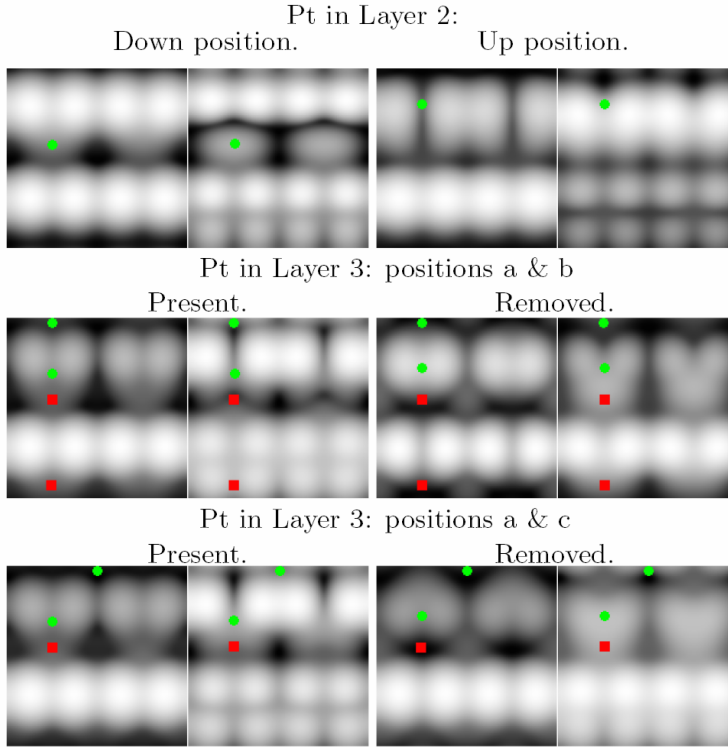 Pt in Layer 2:
Down position. Up position.
Pt in Layer 3: positions a & b
Present. Removed.
Pt in Layer 3: positions a & c
Present. Removed.